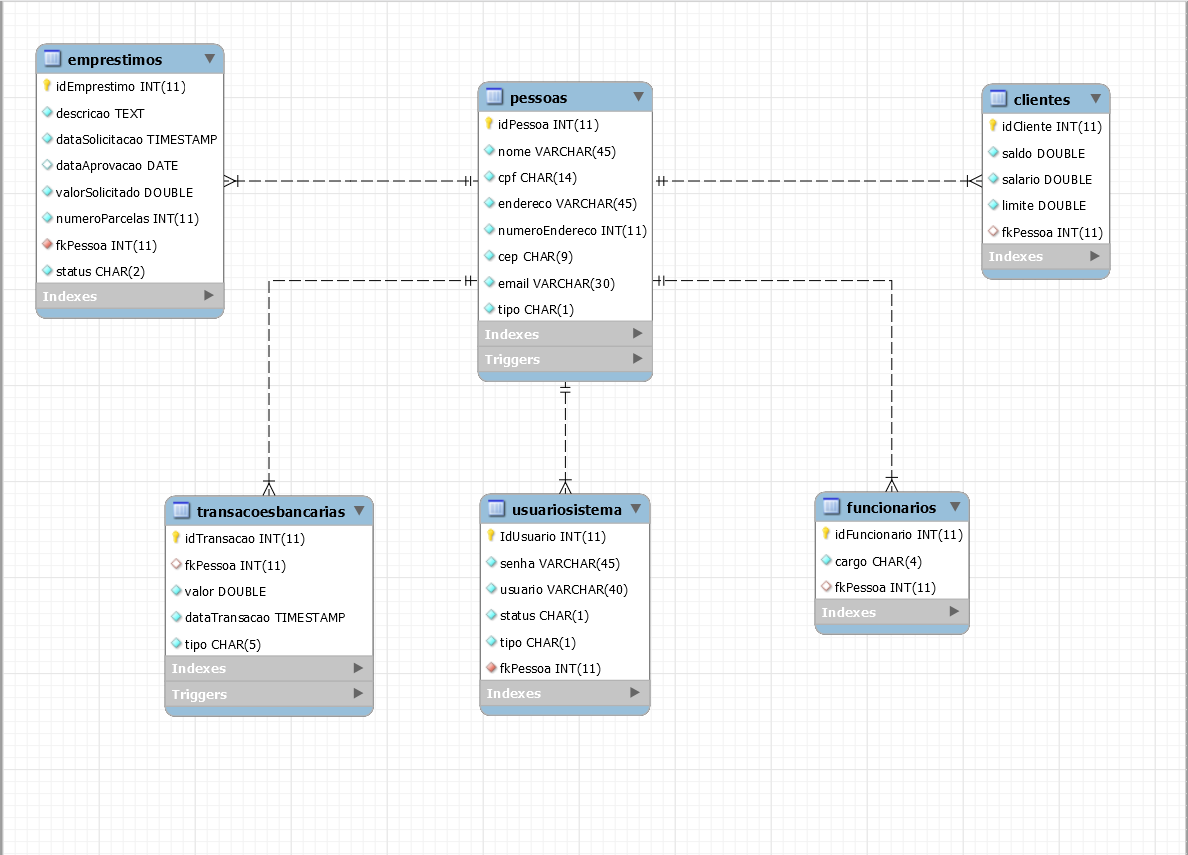 emprestimos
idEmprestimo INT(11)
descricao TEXT
dataSolicitacao TIMESTAMP
dataAprovacao DATE
valorSolicitado DOUBLE
numeroParcelas INT(11)
fkPessoa INT(11)
status CHAR(2)
Indexes
pessoas
idPessoa INT(11)
nome VARCHAR(45)
cpf CHAR(14)
endereco VARCHAR(45)
numeroEndereco INT(11)
cep CHAR(9)
email VARCHAR(30)
tipo CHAR(1)
Indexes
Triggers
clientes
idCliente INT(11)
saldo DOUBLE
salario DOUBLE
limite DOUBLE
fkPessoa INT(11)
Indexes
transacoesbancarias
idTransacao INT(11)
fkPessoa INT(11)
valor DOUBLE
dataTransacao TIMESTAMP
tipo CHAR(5)
Indexes
Triggers
usuariosistema
IdUsuario INT(11)
senha VARCHAR(45)
usuario VARCHAR(40)
status CHAR(1)
tipo CHAR(1)
fkPessoa INT(11)
Indexes
funcionarios
idFuncionario INT(11)
cargo CHAR(4)
fkPessoa INT(11)
Indexes